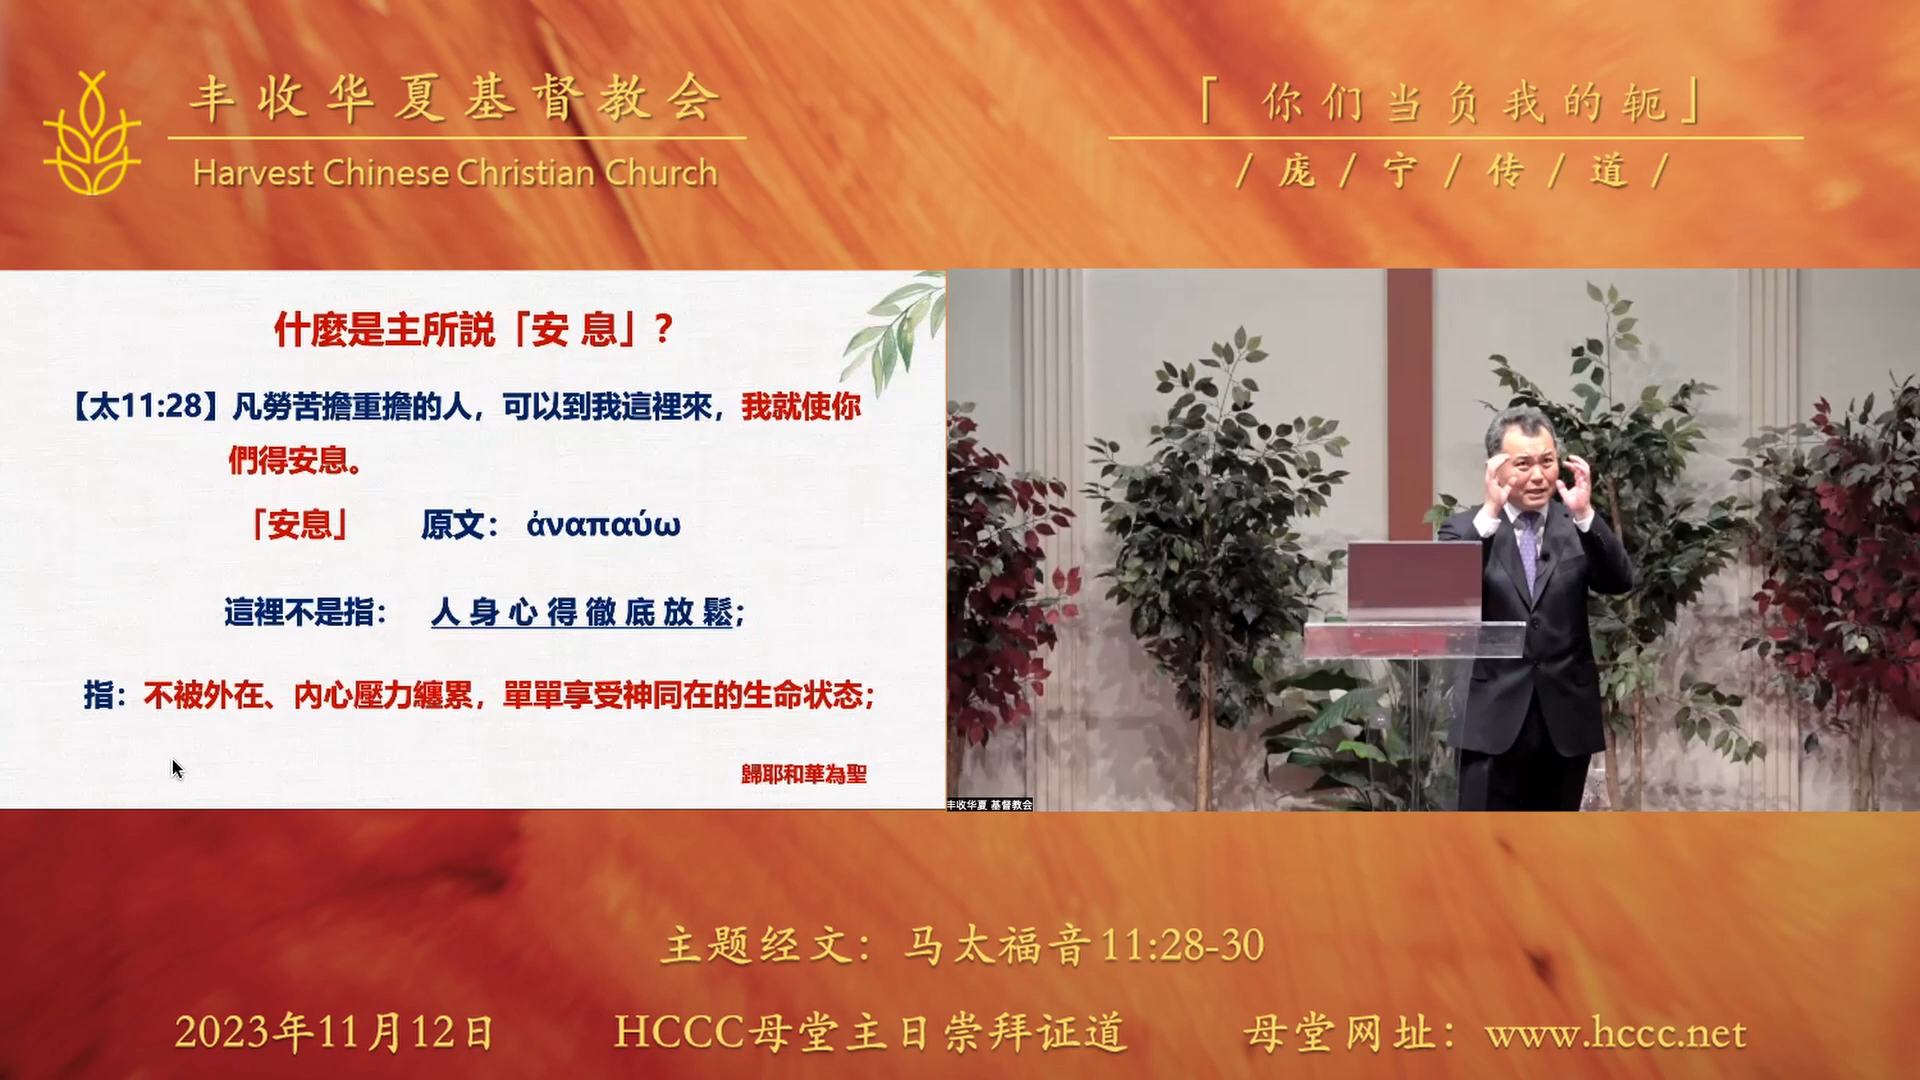 丰收华夏基督教会
Harvest Chinese Christian Church
「 你们当负我的轭」
/ 庞 / 宁 / 传 / 道 /
什麼是主所説「安 息」?
【太11:28】凡勞苦擔重擔的人，可以到我這裡來，我就使你
們得安息。
「安息」 原文： ἀναπαύω
這裡不是指： 人 身 心 得 徹 底 放 鬆;
指：不被外在、內心壓力纏累，單單享受神同在的生命状态;
歸耶和華為聖
丰收华夏 基督教会
主题经文：马太福音11:28-30
2023年11月12日 HCCC母堂主日崇拜证道 母堂网址：www.hccc.net